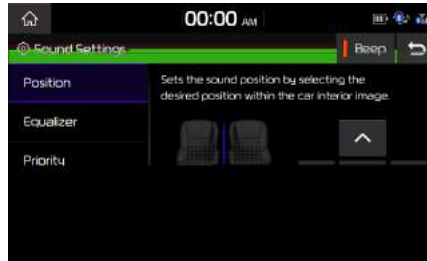 00:00 AM
Sound Settings
Beep
Position
Sets the sound position by selecting the
desired position within the car interior image.
Equalizer
Priority